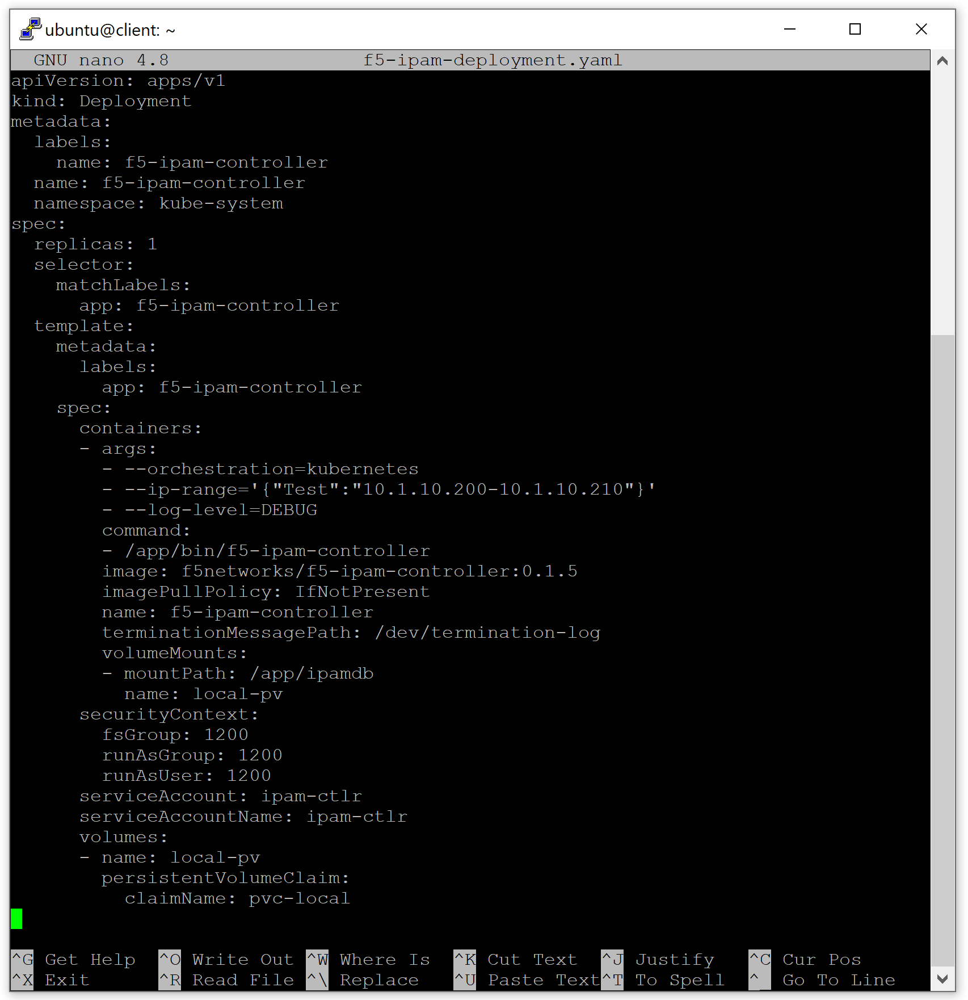 ubuntu@client: ~
GNU nano 4.8 f5-ipam-deployment.yaml
apiVersion: apps/v1
kind: Deployment
metadata:
  labels:
    name: f5-ipam-controller
  name: f5-ipam-controller
  namespace: kube-system
spec:
  replicas: 1
  selector:
    matchLabels:
      app: f5-ipam-controller
  template:
    metadata:
      labels:
        app: f5-ipam-controller
    spec:
      containers:
      - args:
        - --orchestration=kubernetes
        - --ip-range='{"Test":"10.1.10.200-10.1.10.210"}'
        - --log-level=DEBUG
        command:
        - /app/bin/f5-ipam-controller
        image: f5networks/f5-ipam-controller:0.1.5
        imagePullPolicy: IfNotPresent
        name: f5-ipam-controller
        terminationMessagePath: /dev/termination-log
        volumeMounts:
        - mountPath: /app/ipamdb
          name: local-pv
      securityContext:
        fsGroup: 1200
        runAsGroup: 1200
        runAsUser: 1200
      serviceAccount: ipam-ctlr
      serviceAccountName: ipam-ctlr
      volumes:
      - name: local-pv
        persistentVolumeClaim:
          claimName: pvc-local
^G Get Help ^O Write Out ^W Where Is ^K Cut Text ^J Justify ^C Cur Pos
^X Exit ^R Read File ^\ Replace ^U Paste Text ^T To Spell ^_ Go To Line